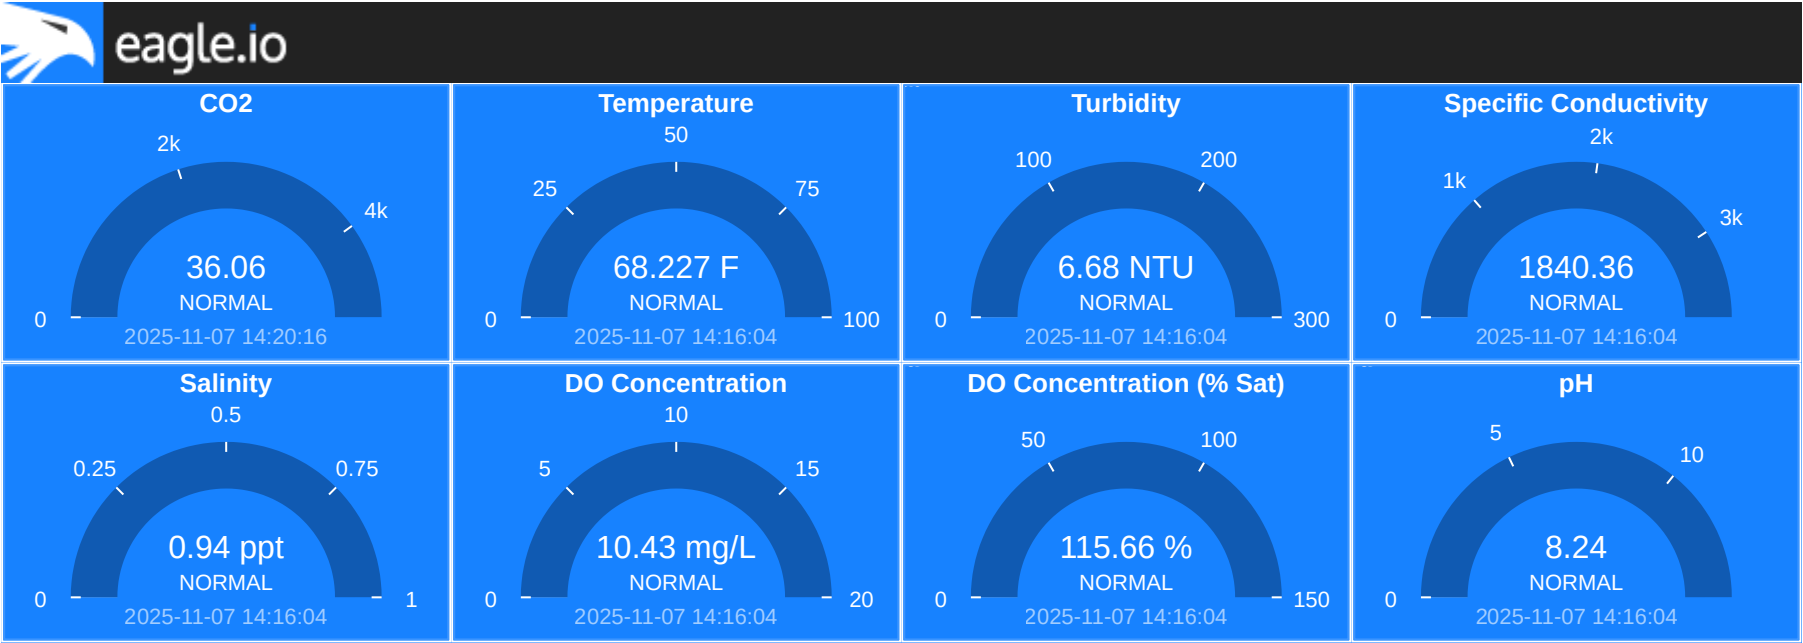 eagle.io
CO2
2k
4k
0
36.06
NORMAL
2025-11-07 14:20:16
Temperature
50
25
75
0
100
68.227 F
NORMAL
2025-11-07 14:16:04
Turbidity
100
200
0
300
6.68 NTU
NORMAL
2025-11-07 14:16:04
Specific Conductivity
2k
1k
3k
0
1840.36
NORMAL
2025-11-07 14:16:04
Salinity
0.5
0.25
0.75
0
1
0.94 ppt
NORMAL
2025-11-07 14:16:04
DO Concentration
10
5
15
0
20
10.43 mg/L
NORMAL
2025-11-07 14:16:04
DO Concentration (% Sat)
50
100
0
150
115.66 %
NORMAL
2025-11-07 14:16:04
pH
5
10
0
8.24
NORMAL
2025-11-07 14:16:04